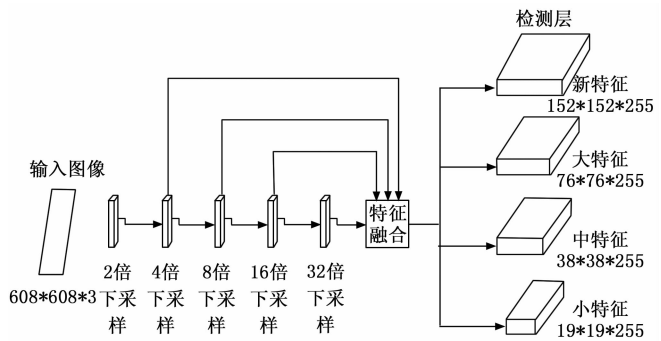 检测层
新特征
152*152*255
输入图像
大特征
76*76*255
特征
融合
中特征
38*38*255
2倍
下采
样
4倍
下采
样
8倍
下采
样
16倍
下采
样
32倍
下采
样
608*608*3
小特征
19*19*255